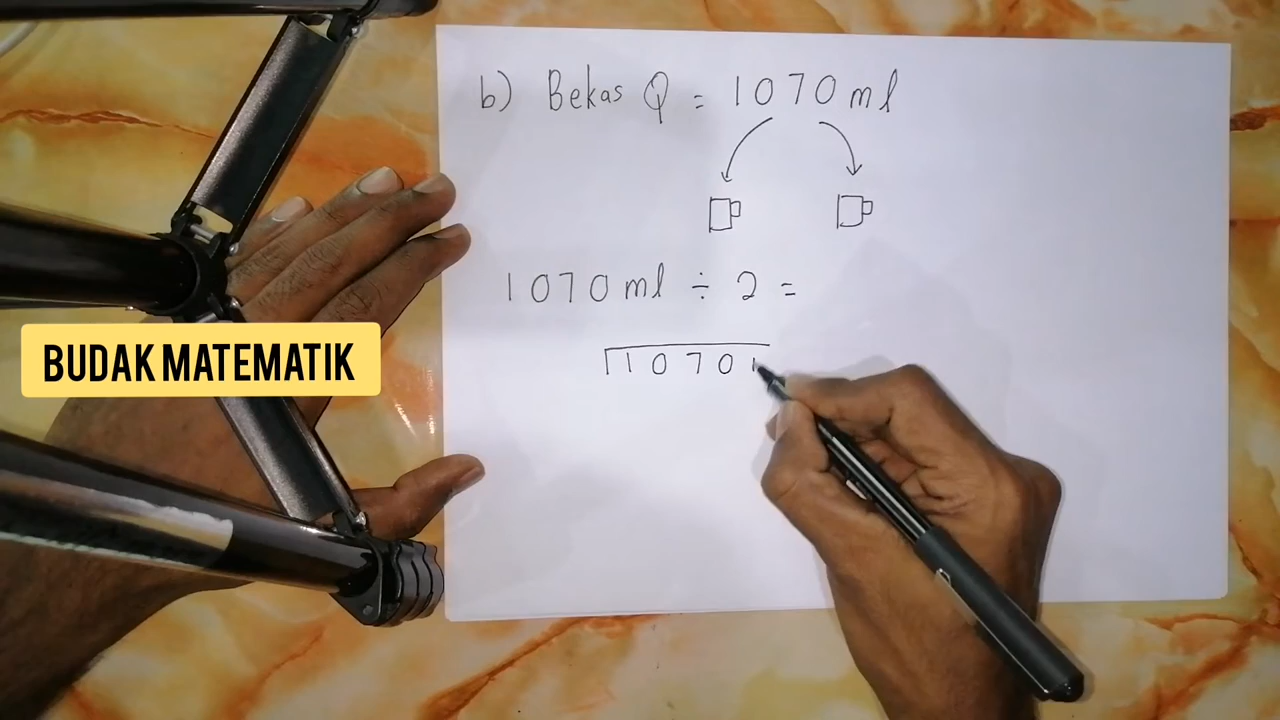 b) Bekas Q = 1070 ml
1070 ml ÷ 2 =
1070
BUDAK MATEMATIK